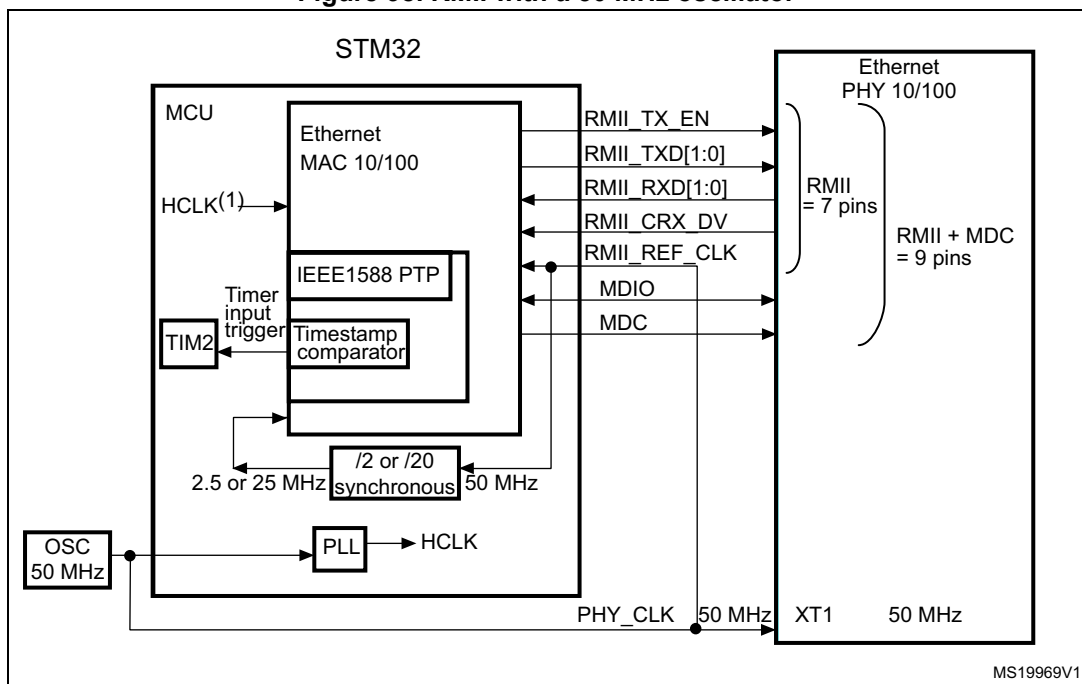 STM32
MCU
Ethernet
MAC 10/100
HCLK(1)
IEEE1588 PTP
Timer
input
trigger
TIM2
Timestamp
comparator
/2 or /20
synchronous
2.5 or 25 MHz
50 MHz
OSC
50 MHz
PLL
HCLK
RMII_TX_EN
RMII_TXD[1:0]
RMII_RXD[1:0]
RMII_CRX_DV
RMII_REF_CLK
MDIO
MDC
Ethernet
PHY 10/100
RMII
= 7 pins
RMII + MDC
= 9 pins
PHY_CLK 50 MHz
XT1
50 MHz
MS19969V1